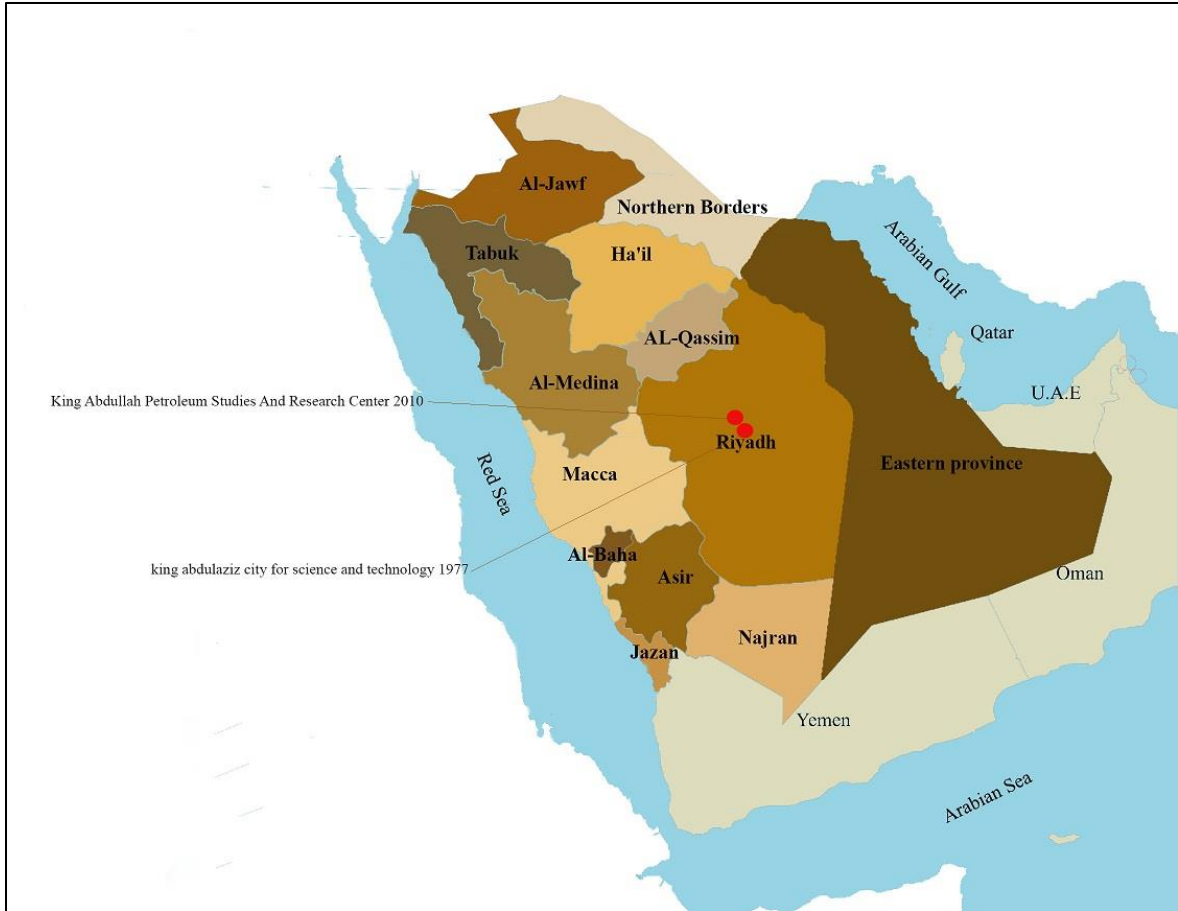 Al-Jawf
Northern Borders
Tabuk
Ha'il
Arabian Gulf
AL-Qassim
Qatar
Al-Medina
U.A.E
King Abdullah Petroleum Studies And Research Center 2010
Riyadh
Eastern province
Macca
Red Sea
Al-Baha
king abdulaziz city for science and technology 1977
Asir
Oman
Najran
Jazan
Yemen
Arabian Sea